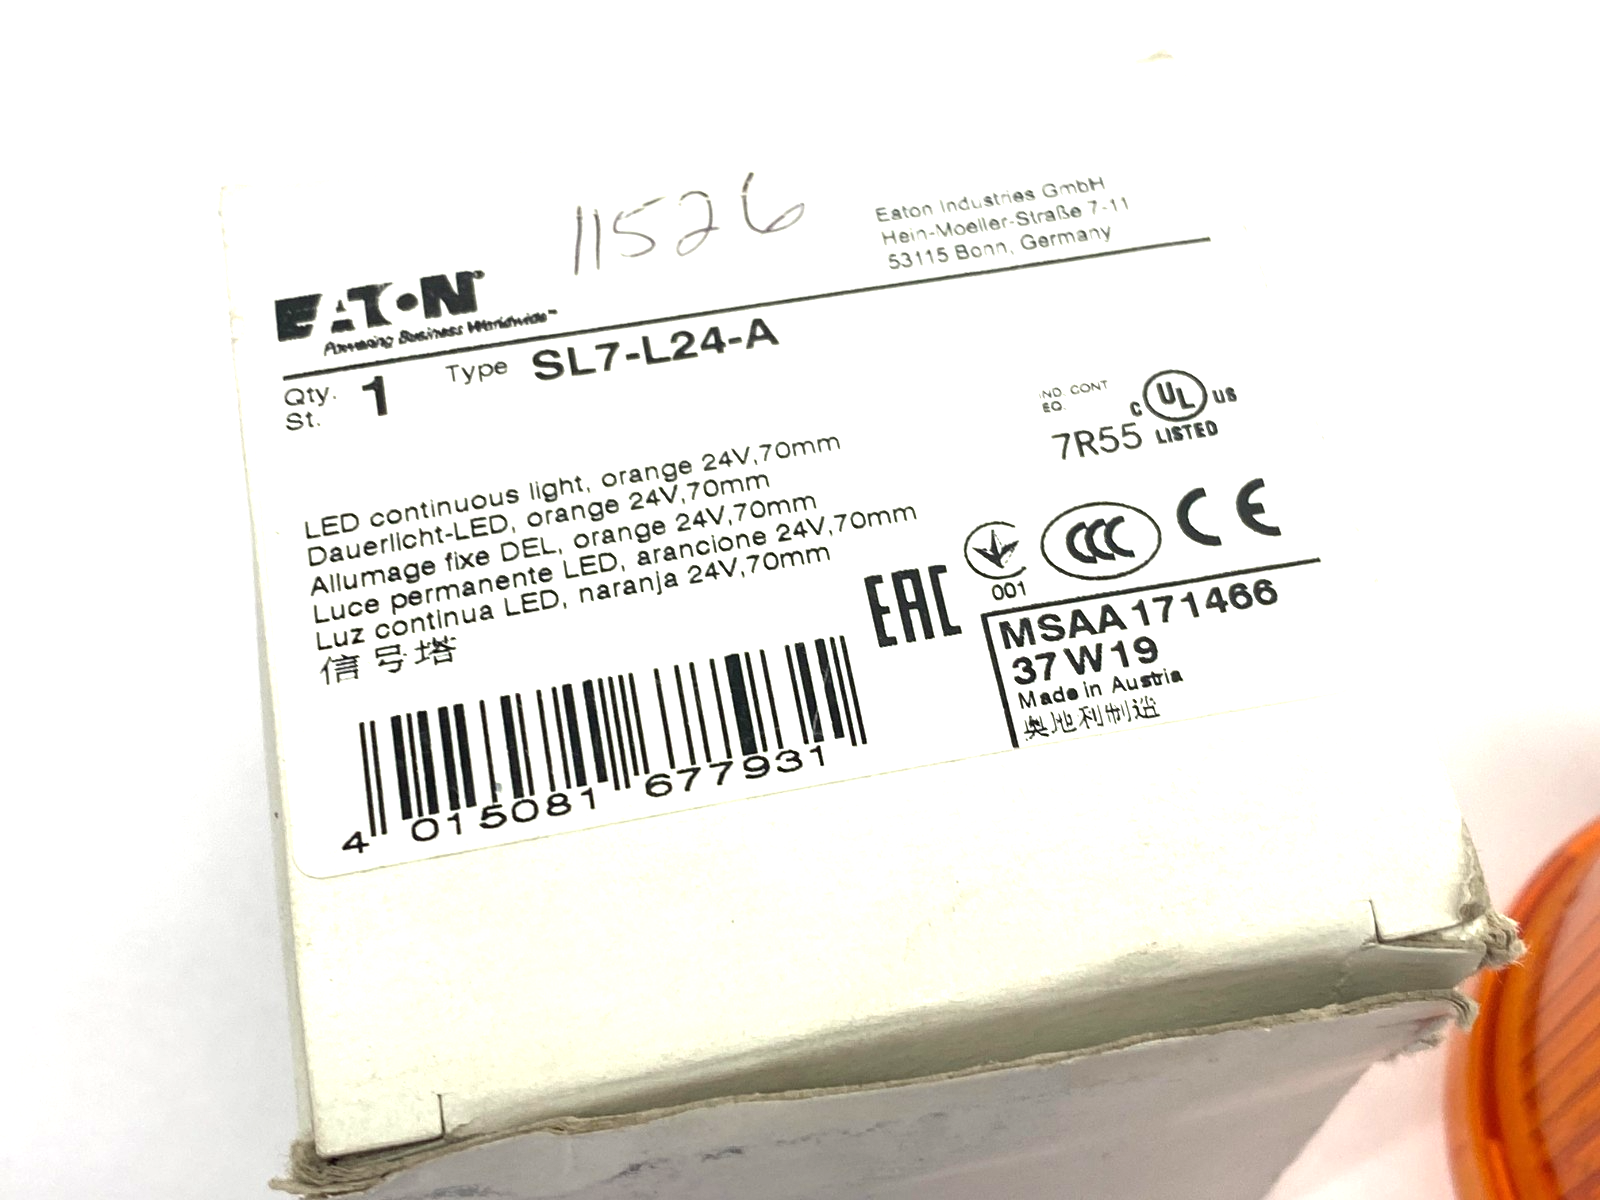 11526
Eaton Industries GmbH
Hein-Moeller-Straße 7-11
53115 Bonn, Germany
EATON
Powering Business Worldwide™
Qty.
St.
1
Type SL7-L24-A
IND. CONT
EQ.
7R55
C UL US
LISTED
LED continuous light, orange 24V,70mm
Dauerlicht-LED, orange 24V,70mm
Allumage fixe DEL, orange 24V,70mm
Luce permanente LED, arancione 24V,70mm
Luz continua LED, naranja 24V,70mm
信号塔
EAC
001
CCC
CE
MSAA171466
37W19
Made in Austria
奥地利制造
4 015081 677931